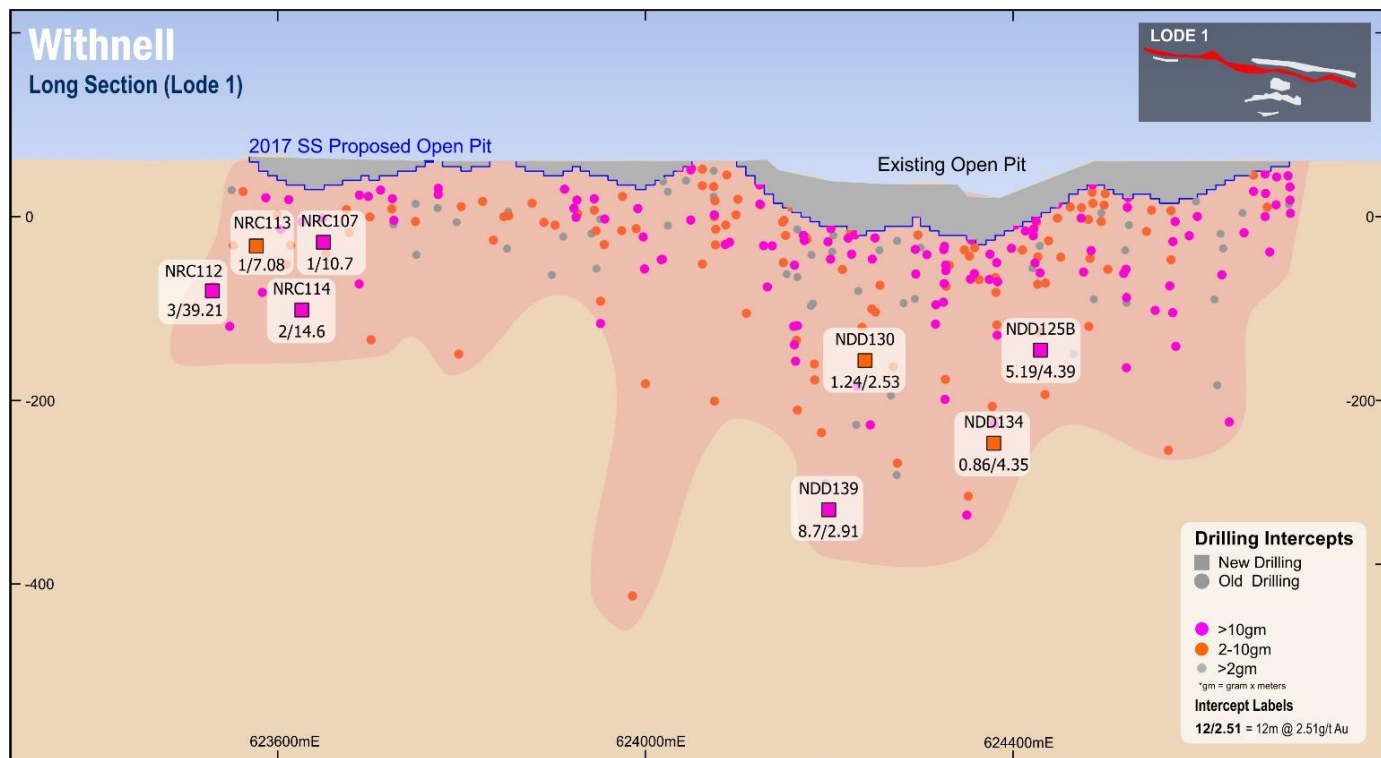 Withnell
Long Section (Lode 1)
LODE 1
2017 SS Proposed Open Pit
Existing Open Pit
0
0
NRC113
1/7.08
NRC107
1/10.7
NRC112
3/39.21
NRC114
2/14.6
NDD130
1.24/2.53
NDD125B
5.19/4.39
-200
-200
NDD134
0.86/4.35
NDD139
8.7/2.91
-400
Drilling Intercepts
New Drilling
Old Drilling
>10gm
2-10gm
>2gm
*gm = gram x meters
Intercept Labels
12/2.51 = 12m @ 2.51g/t Au
623600mE
624000mE
624400mE